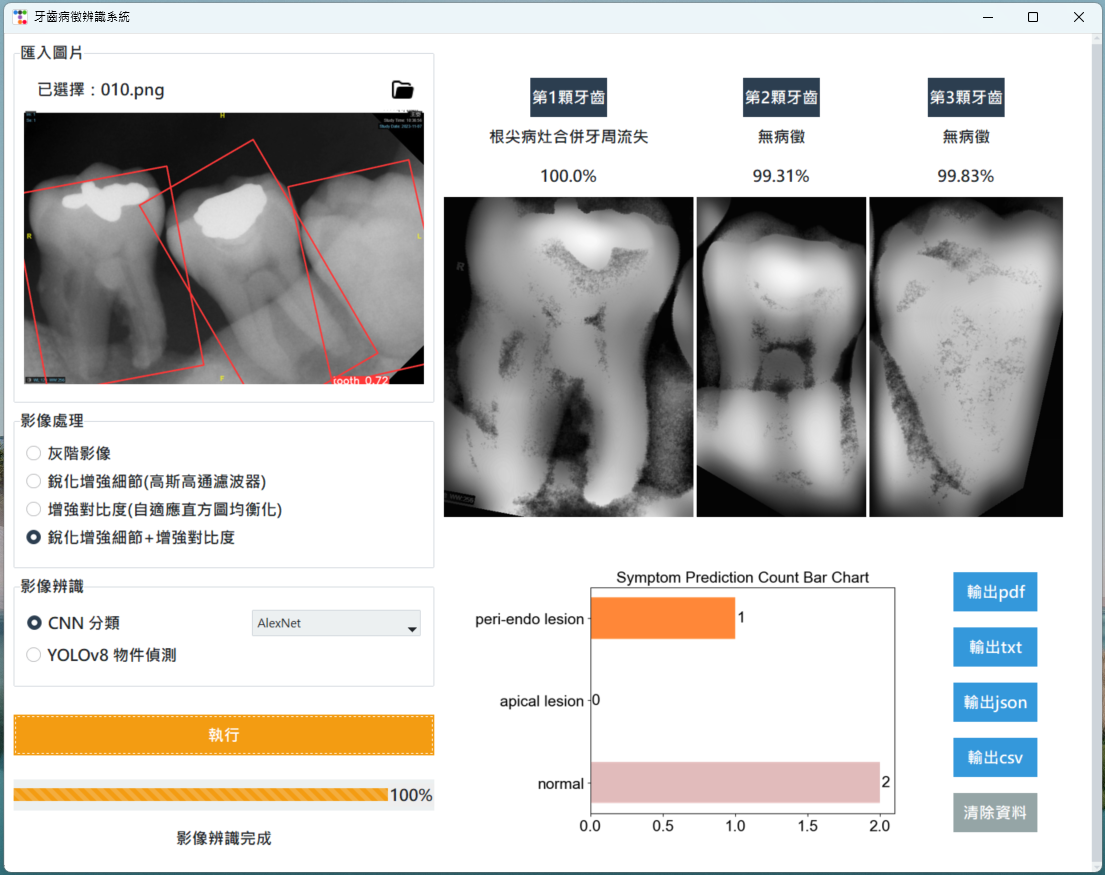 牙齒病徵辨識系統
匯入圖片
已選擇：010.png
H
R
L
F
tooth 0.72
影像處理
灰階影像
銳化增強細節(高斯高通濾波器)
增強對比度(自適應直方圖均衡化)
銳化增強細節+增強對比度
影像辨識
CNN 分類
AlexNet
YOLOv8 物件偵測
執行
100%
影像辨識完成
第1顆牙齒
第2顆牙齒
第3顆牙齒
根尖病灶合併牙周流失
無病徵
無病徵
100.0%
99.31%
99.83%
R
Symptom Prediction Count Bar Chart
peri-endo lesion
1
apical lesion
0
normal
2
0.0 0.5 1.0 1.5 2.0
輸出pdf
輸出txt
輸出json
輸出csv
清除資料